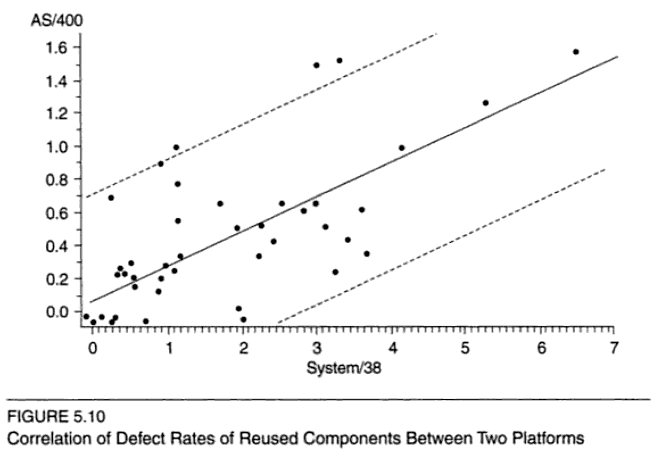 AS/400
1.6
1.4
1.2
1.0
0.8
0.6
0.4
0.2
0.0
0 1 2 3 4 5 6 7
System/38
FIGURE 5.10
Correlation of Defect Rates of Reused Components Between Two Platforms